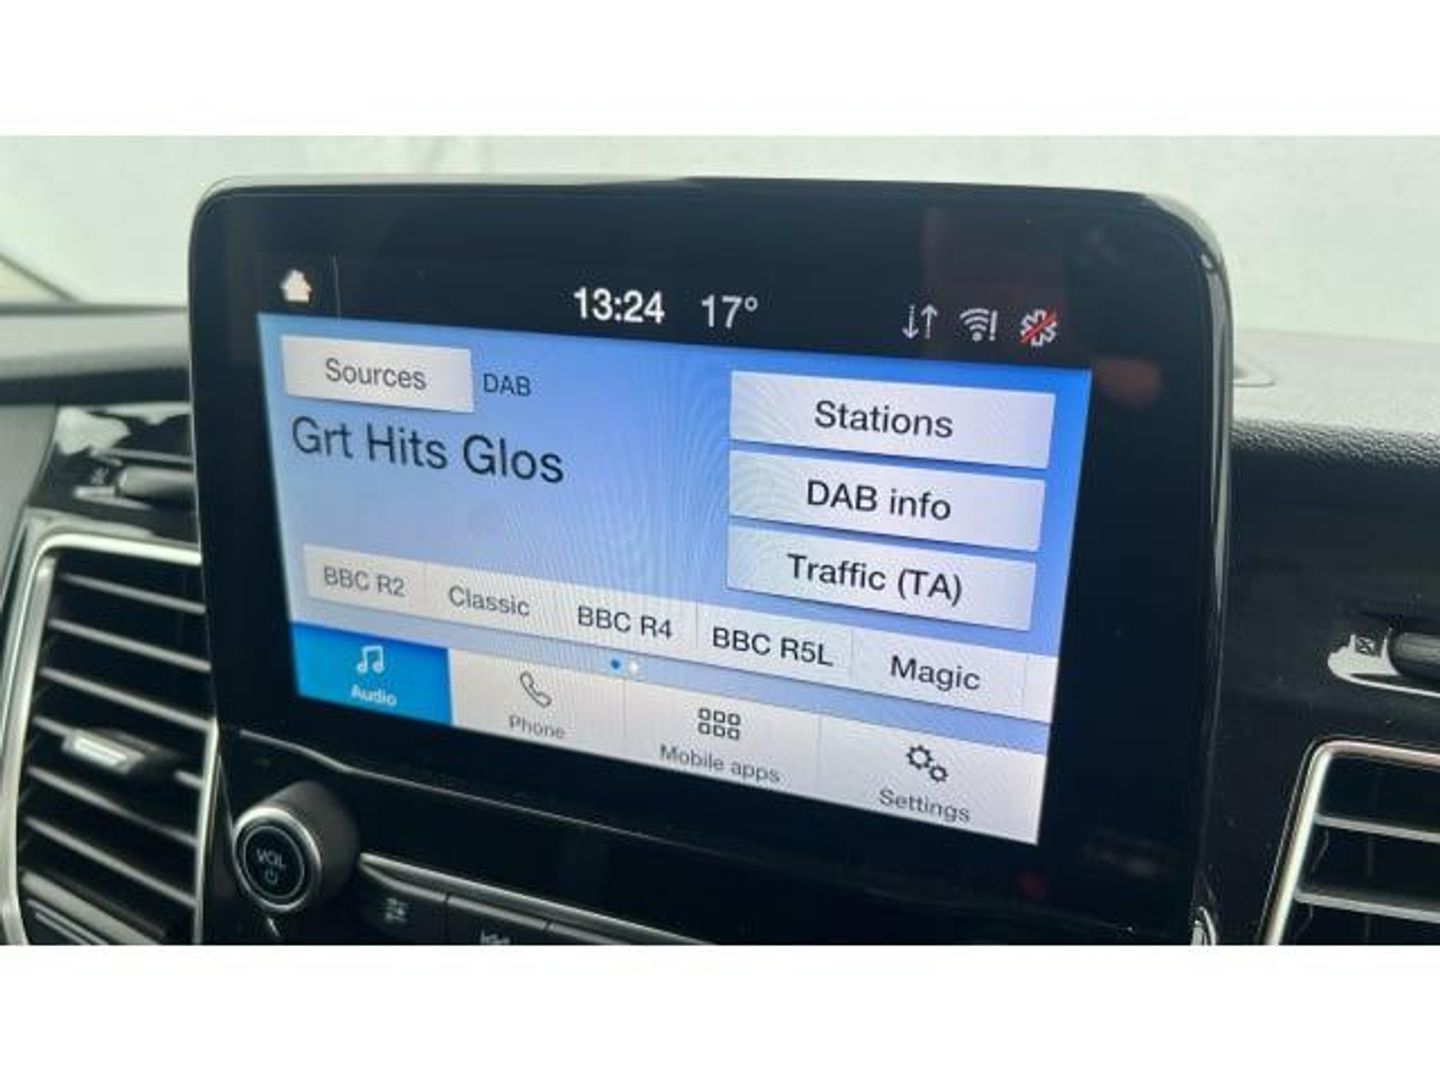 13:24 17°
Sources DAB
Grt Hits Glos
Stations
DAB info
Traffic (TA)
BBC R2 Classic BBC R4 BBC R5L Magic
Audio Phone Mobile apps Settings
VOL